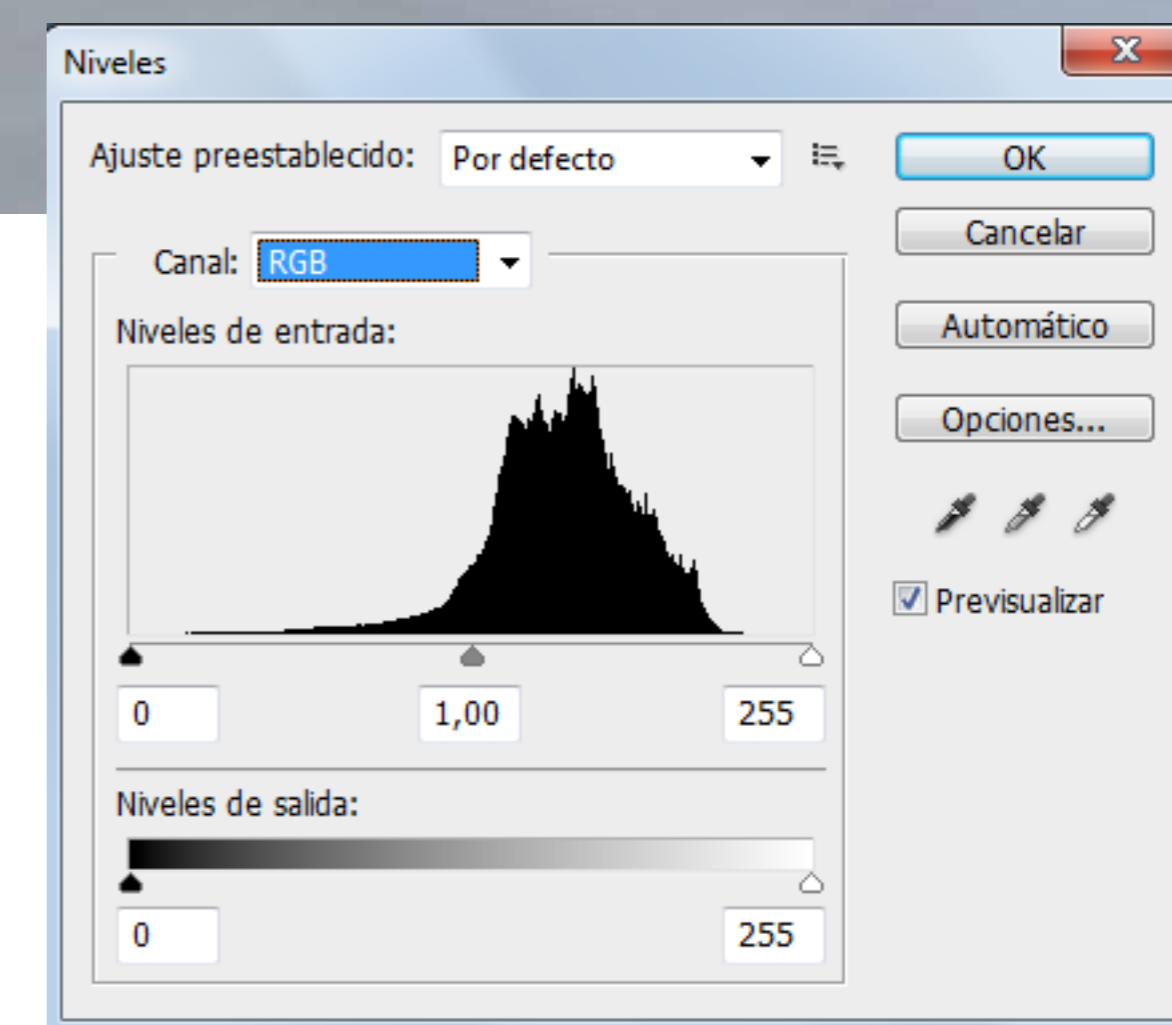 Niveles
Ajuste preestablecido: Por defecto
OK
Cancelar
Canal: RGB
Niveles de entrada:
Automático
Opciones...
Previsualizar
0 1,00 255
Niveles de salida:
0 255